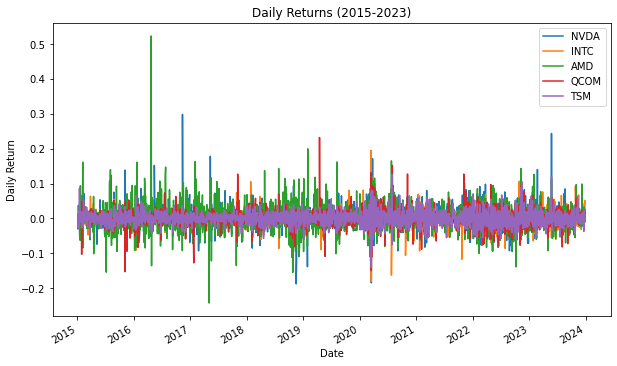 Daily Returns (2015-2023)
NVDA
INTC
AMD
QCOM
TSM
Daily Return
0.5
0.4
0.3
0.2
0.1
0.0
−0.1
−0.2
2015
2016
2017
2018
2019
2020
2021
2022
2023
2024
Date